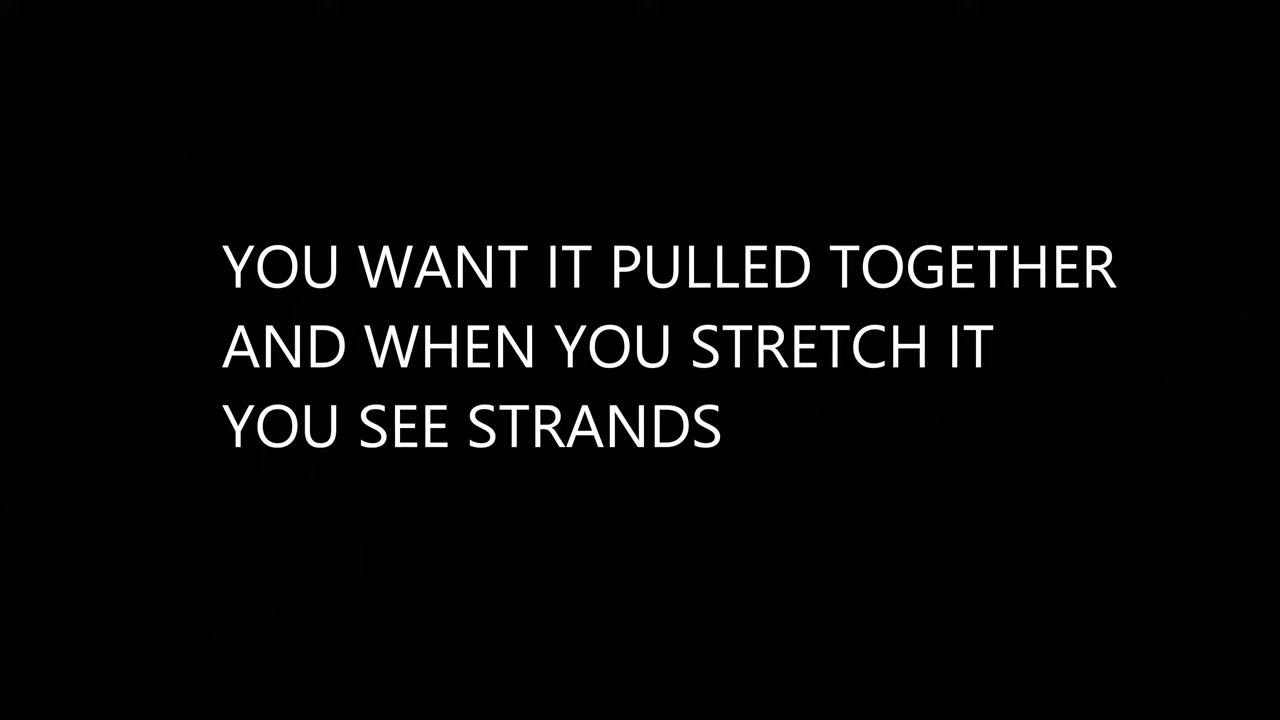 YOU WANT IT PULLED TOGETHER
AND WHEN YOU STRETCH IT
YOU SEE STRANDS